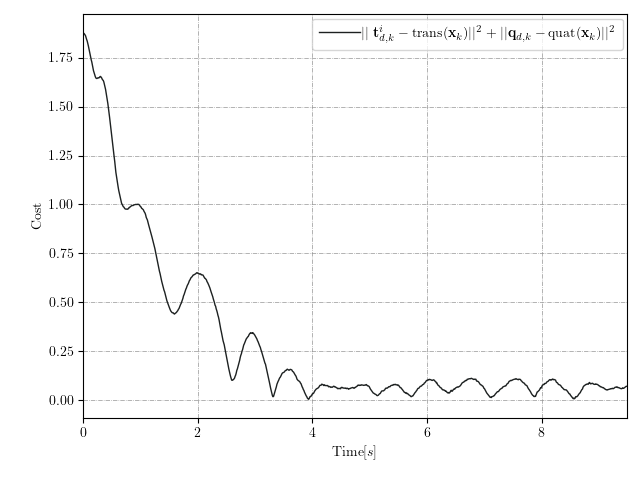 || t^i_{d,k} − trans(x_k)||^2 + ||q_{d,k} − quat(x_k)||^2
1.75
1.50
1.25
1.00
0.75
0.50
0.25
0.00
Cost
0 2 4 6 8
Time[s]